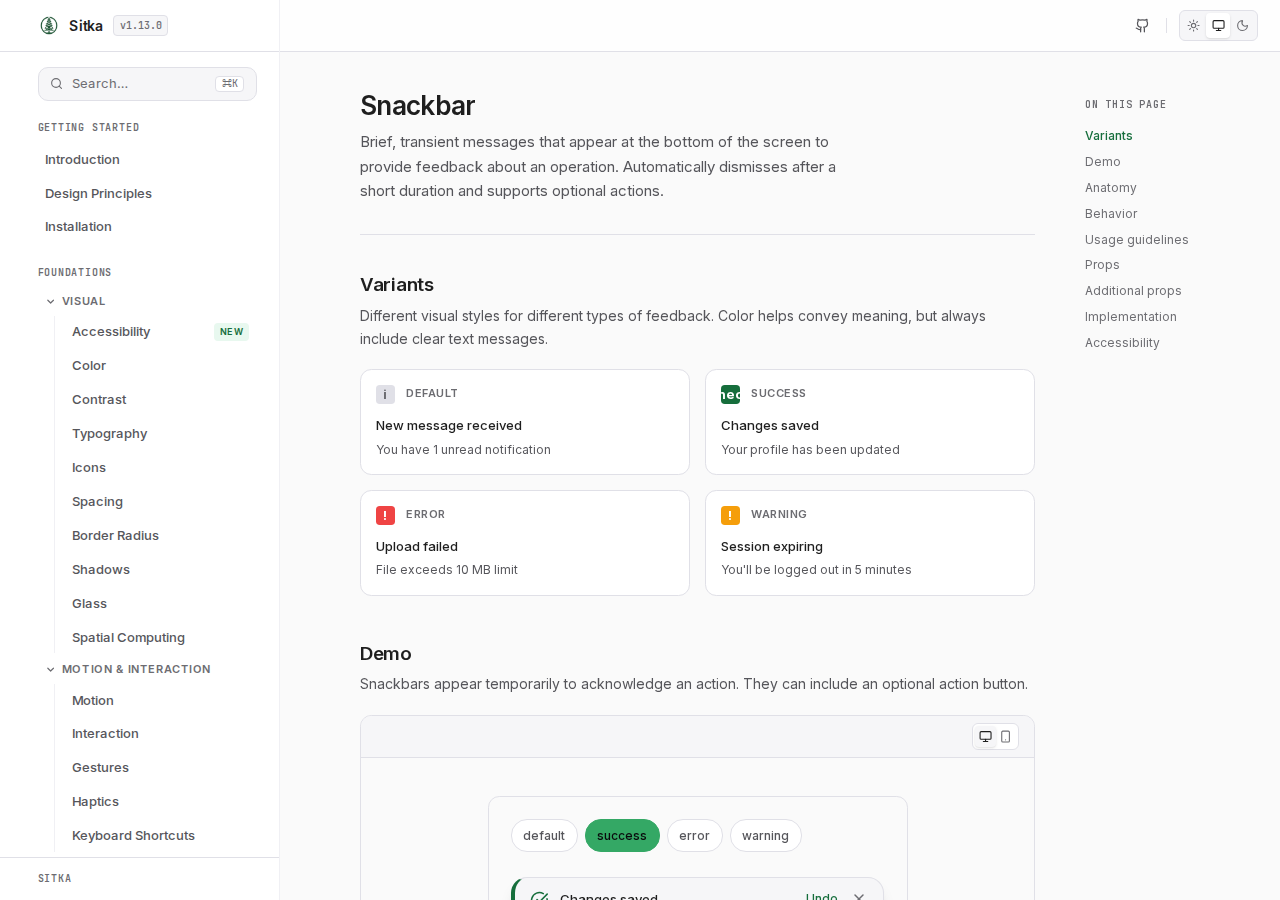 Sitka
v1.13.0
Search...
⌘K
GETTING STARTED
Introduction
Design Principles
Installation
FOUNDATIONS
VISUAL
Accessibility
NEW
Color
Contrast
Typography
Icons
Spacing
Border Radius
Shadows
Glass
Spatial Computing
MOTION & INTERACTION
Motion
Interaction
Gestures
Haptics
Keyboard Shortcuts
SITKA
Snackbar
Brief, transient messages that appear at the bottom of the screen to
provide feedback about an operation. Automatically dismisses after a
short duration and supports optional actions.
Variants
Different visual styles for different types of feedback. Color helps convey meaning, but always
include clear text messages.
i DEFAULT
New message received
You have 1 unread notification
SUCCESS
Changes saved
Your profile has been updated
! ERROR
Upload failed
File exceeds 10 MB limit
! WARNING
Session expiring
You'll be logged out in 5 minutes
Demo
Snackbars appear temporarily to acknowledge an action. They can include an optional action button.
default
success
error
warning
Changes saved
Undo
ON THIS PAGE
Variants
Demo
Anatomy
Behavior
Usage guidelines
Props
Additional props
Implementation
Accessibility